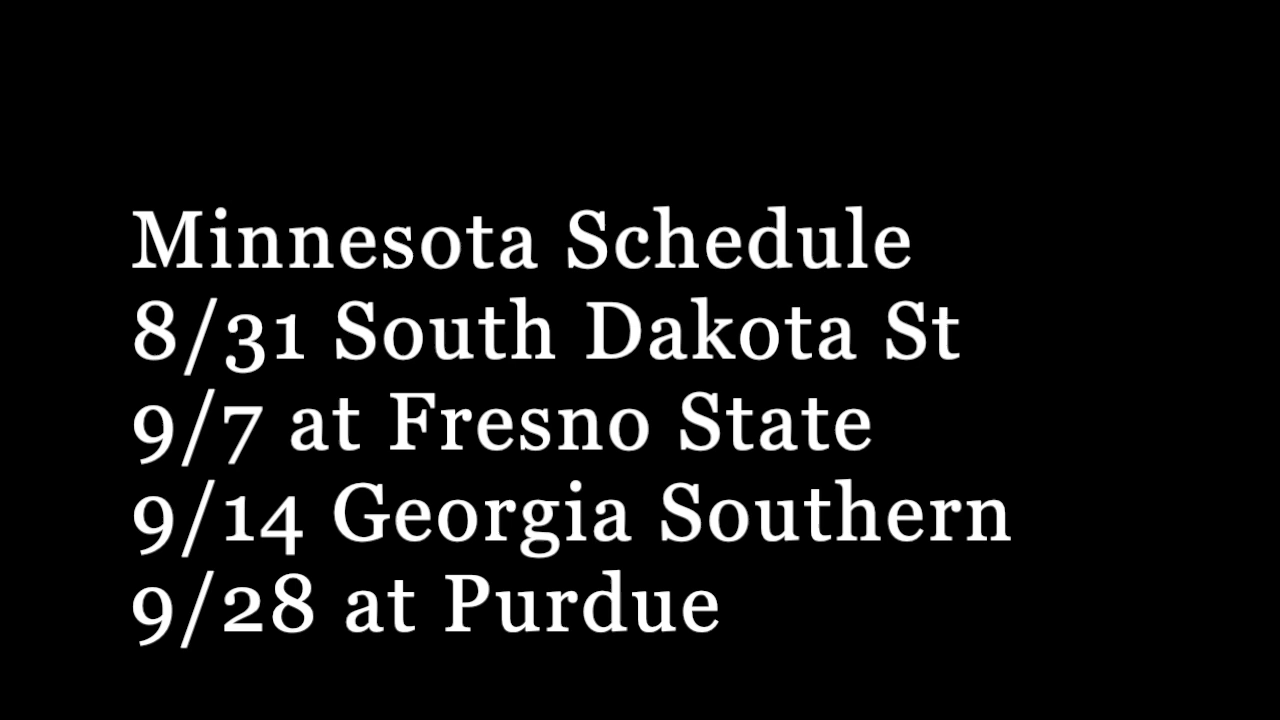 Minnesota Schedule
8/31 South Dakota St
9/7 at Fresno State
9/14 Georgia Southern
9/28 at Purdue